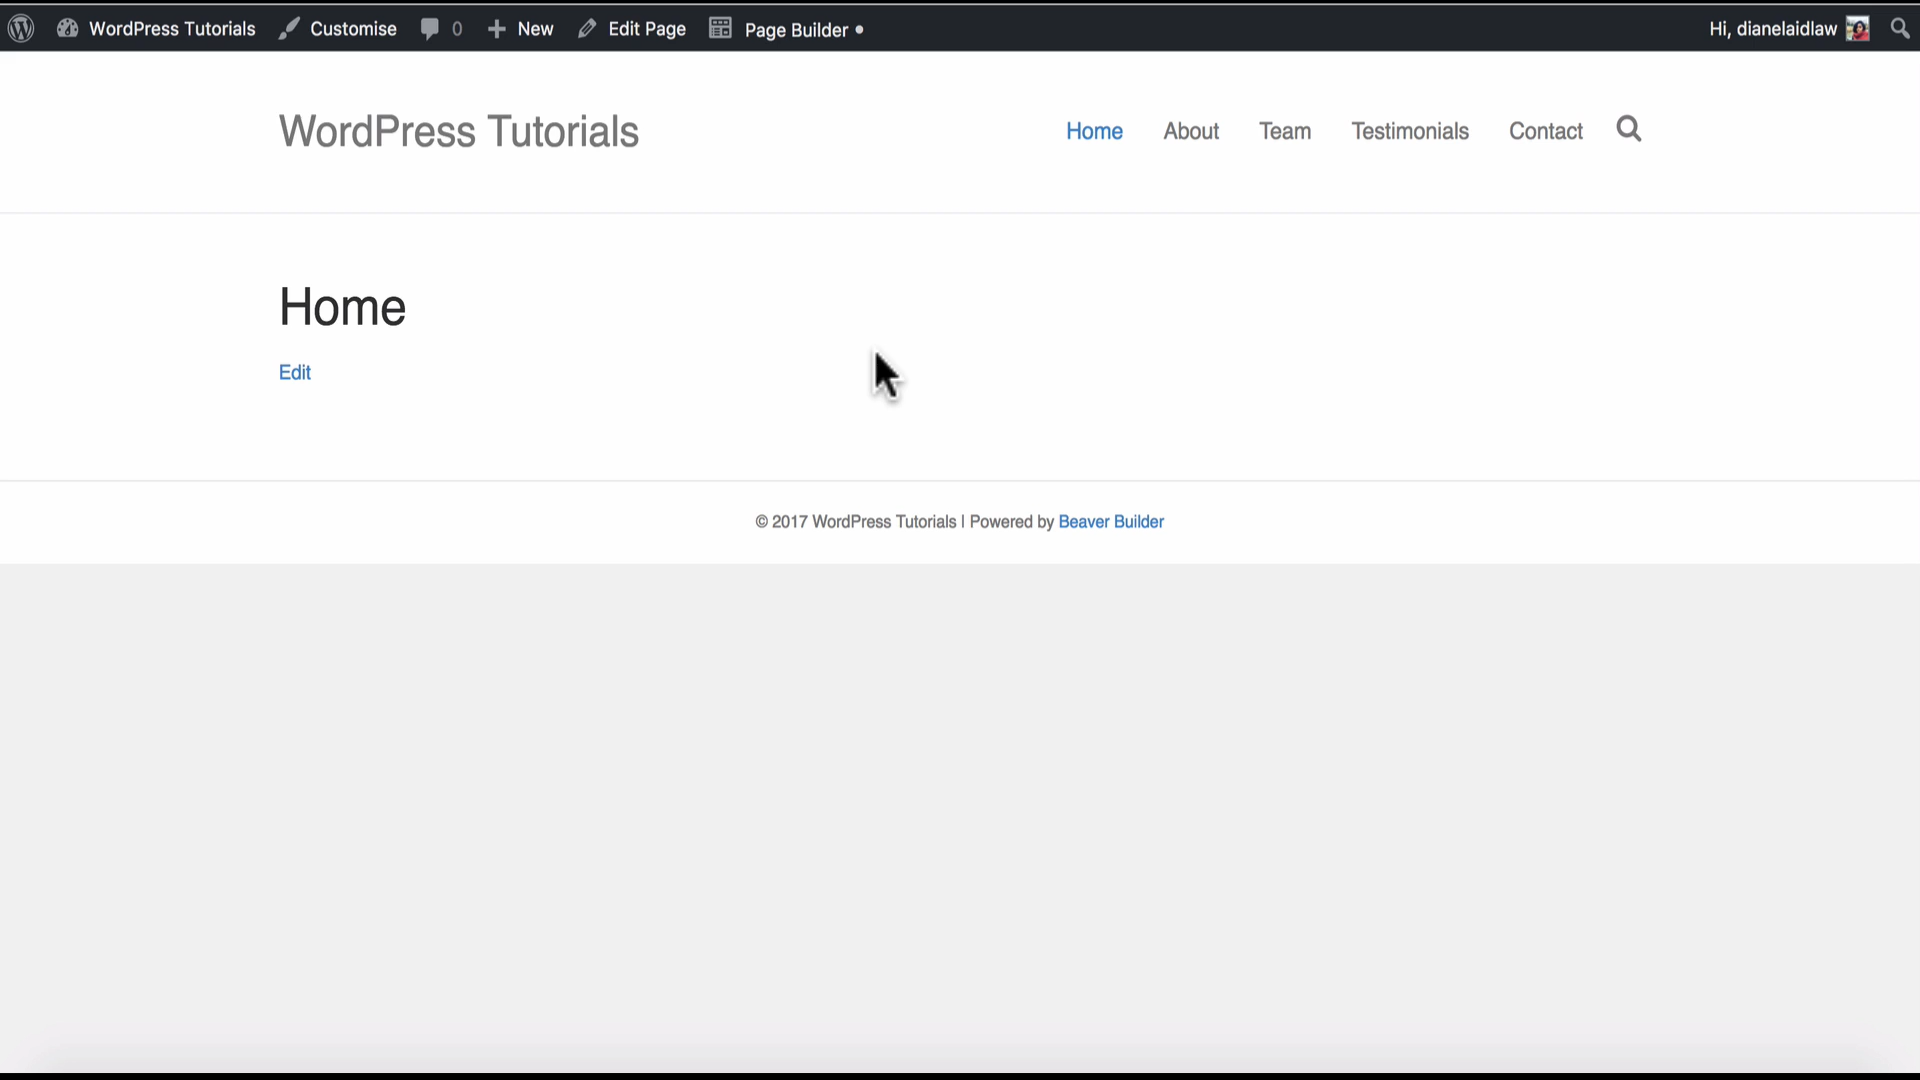 WordPress Tutorials Customise 0 New Edit Page Page Builder • Hi, dianelaidlaw
WordPress Tutorials Home About Team Testimonials Contact
Home
Edit
© 2017 WordPress Tutorials | Powered by Beaver Builder